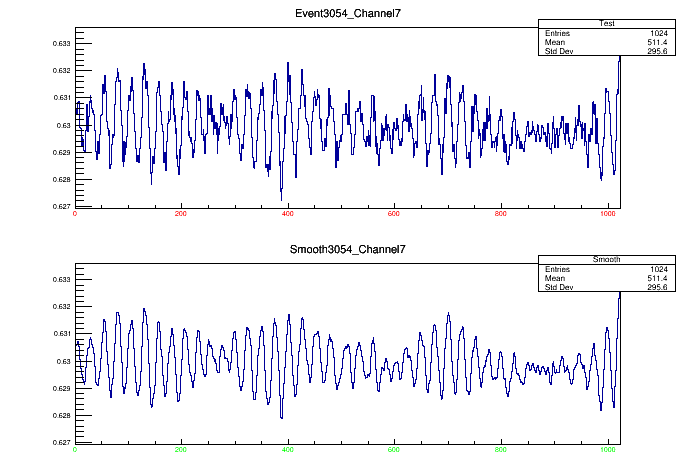 Event3054_Channel7
Test
Entries 1024
Mean 511.4
Std Dev 295.6
0.633
0.632
0.631
0.63
0.629
0.628
0.627
0 200 400 600 800 1000
Smooth3054_Channel7
Smooth
Entries 1024
Mean 511.4
Std Dev 295.6
0.633
0.632
0.631
0.63
0.629
0.628
0.627
0 200 400 600 800 1000